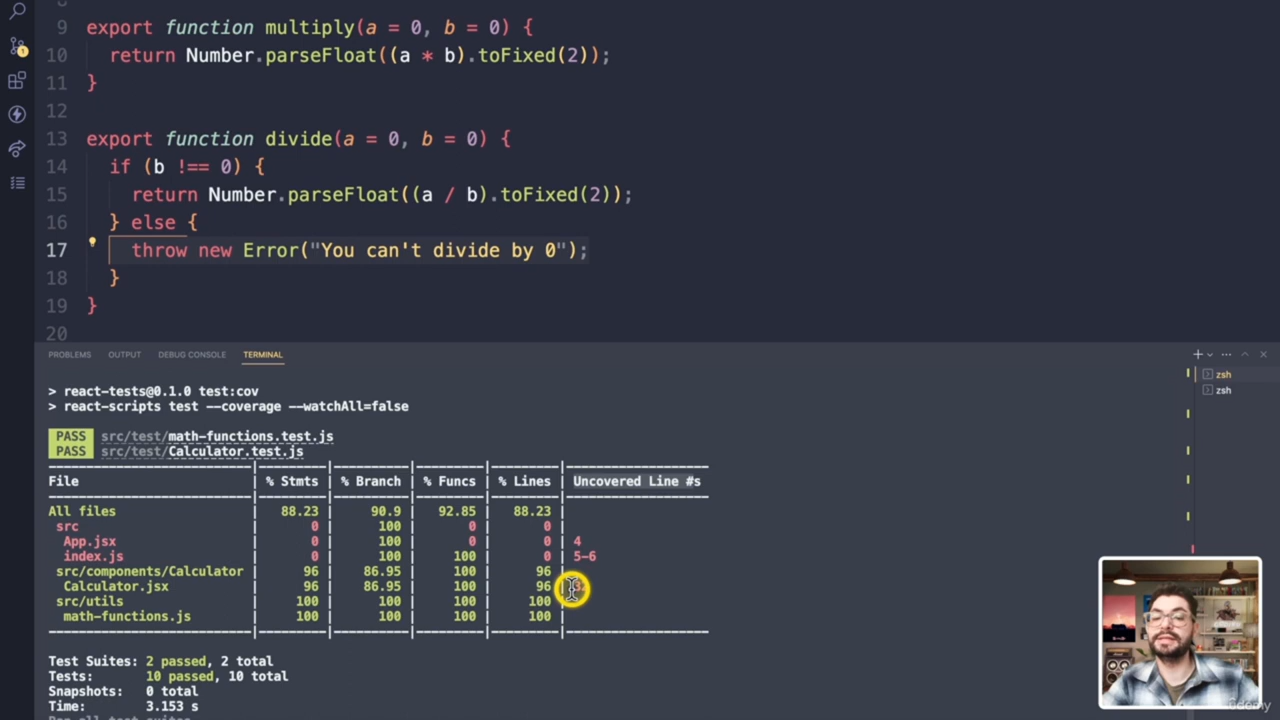 9 export function multiply(a = 0, b = 0) {
10 return Number.parseFloat((a * b).toFixed(2));
11 }
12
13 export function divide(a = 0, b = 0) {
14 if (b !== 0) {
15 return Number.parseFloat((a / b).toFixed(2));
16 } else {
17 throw new Error("You can't divide by 0");
18 }
19 }
20
PROBLEMS OUTPUT DEBUG CONSOLE TERMINAL
zsh
zsh
> react-tests@0.1.0 test:cov
> react-scripts test --coverage --watchAll=false
PASS src/test/math-functions.test.js
PASS src/test/Calculator.test.js
File | % Stmts | % Branch | % Funcs | % Lines | Uncovered Line #s
All files | 88.23 | 90.9 | 92.85 | 88.23 |
src | 0 | 100 | 0 | 0 |
App.jsx | 0 | 100 | 0 | 0 | 4
index.js | 0 | 100 | 100 | 0 | 5-6
src/components/Calculator | 96 | 86.95 | 100 | 96 |
Calculator.jsx | 96 | 86.95 | 100 | 96 |
src/utils | 100 | 100 | 100 | 100 |
math-functions.js | 100 | 100 | 100 | 100 |
Test Suites: 2 passed, 2 total
Tests: 10 passed, 10 total
Snapshots: 0 total
Time: 3.153 s
Ran all test suites.
udemy